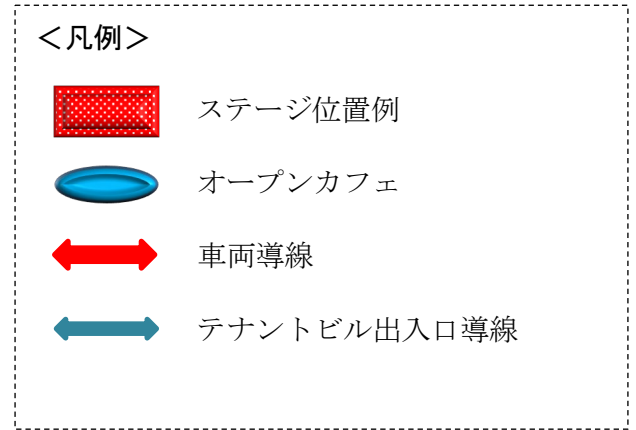 ＜凡例＞
ステージ位置例
オープンカフェ
車両導線
テナントビル出入口導線